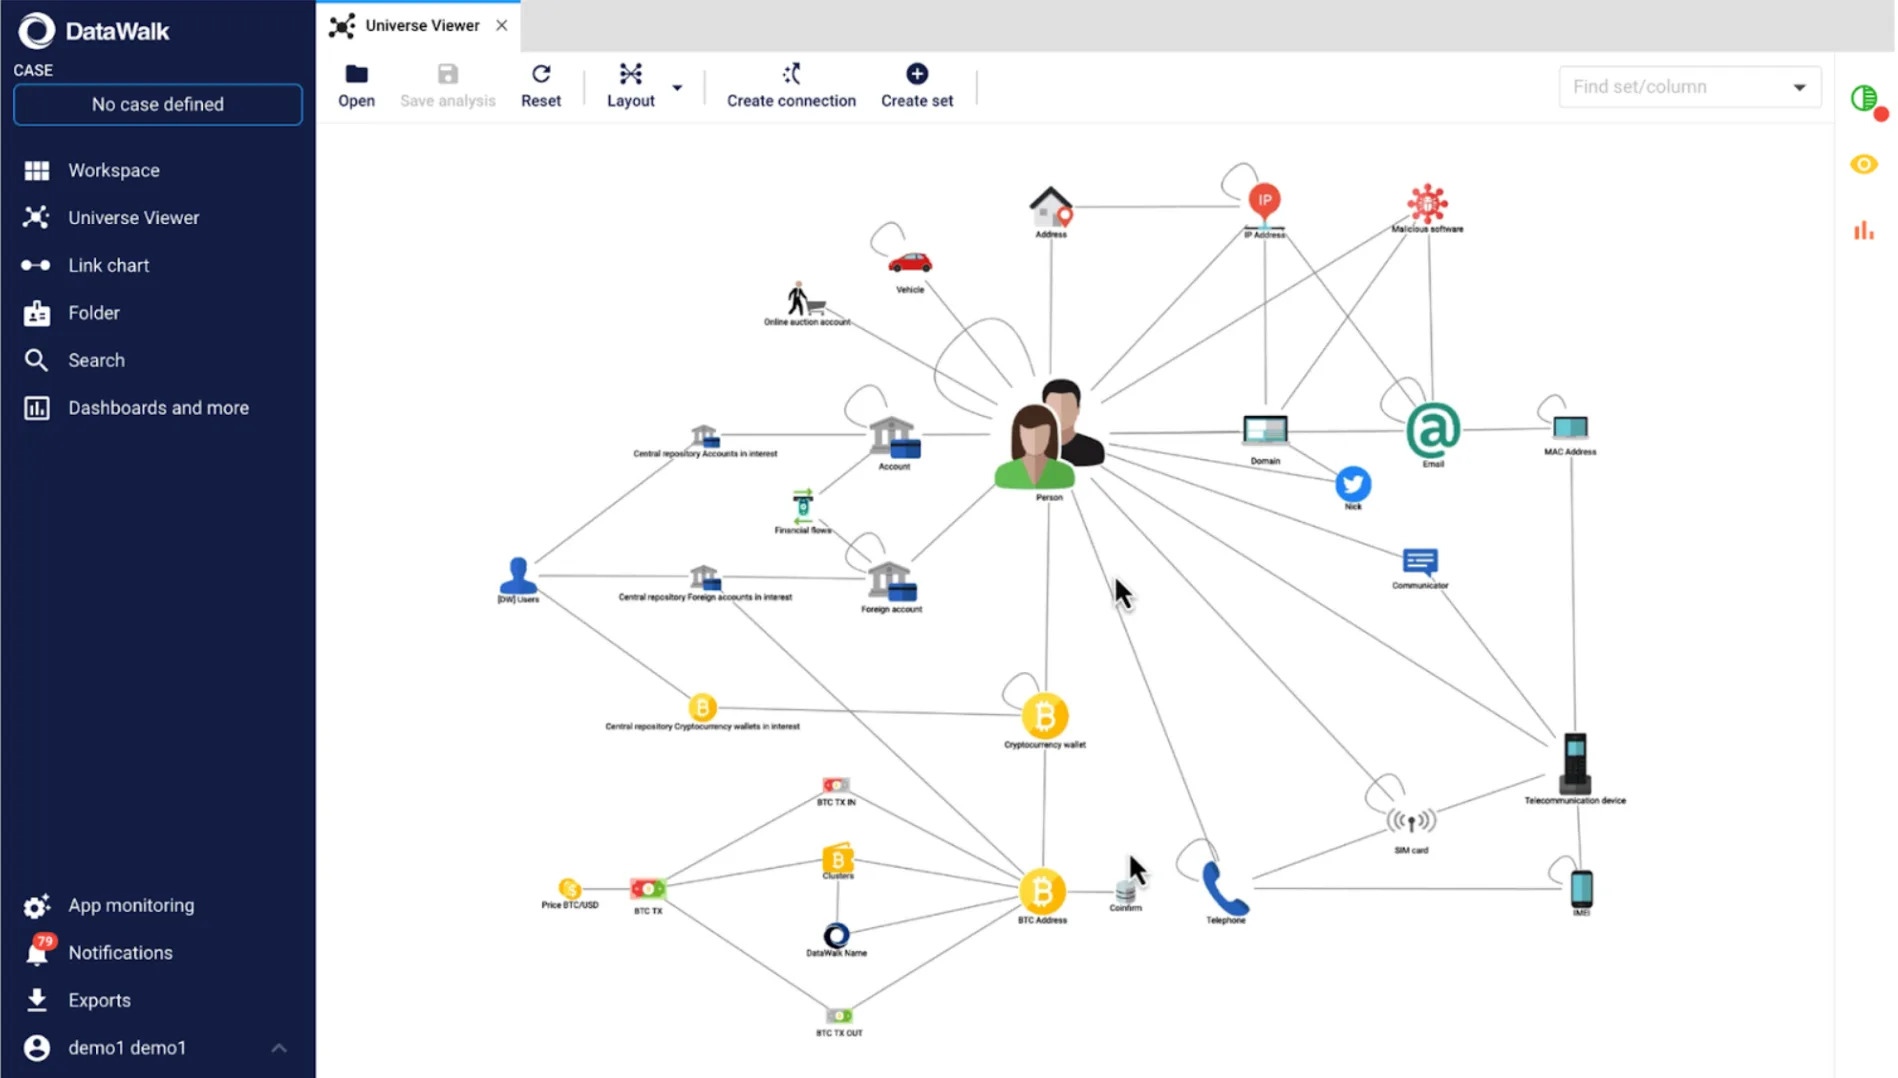 DataWalk
CASE
No case defined
Workspace
Universe Viewer
Link chart
Folder
Search
Dashboards and more
App monitoring
79
Notifications
Exports
demo1 demo1
Universe Viewer
Open
Save analysis
Reset
Layout
Create connection
Create set
Find set/column
IP
Address
IP Address
Malicious software
Vehicle
Online auction account
Central repository Accounts in interest
Account
Person
Domain
Email
MAC Address
Nick
Financial flows
Communicator
[DW] Users
Central repository Foreign accounts in interest
Foreign account
Central repository Cryptocurrency wallets in interest
Cryptocurrency wallet
BTC TX IN
Telecommunication device
SIM card
Clusters
Price BTC/USD
BTC TX
BTC Address
Coinfirm
Telephone
IMEI
DataWalk Name
BTC TX OUT